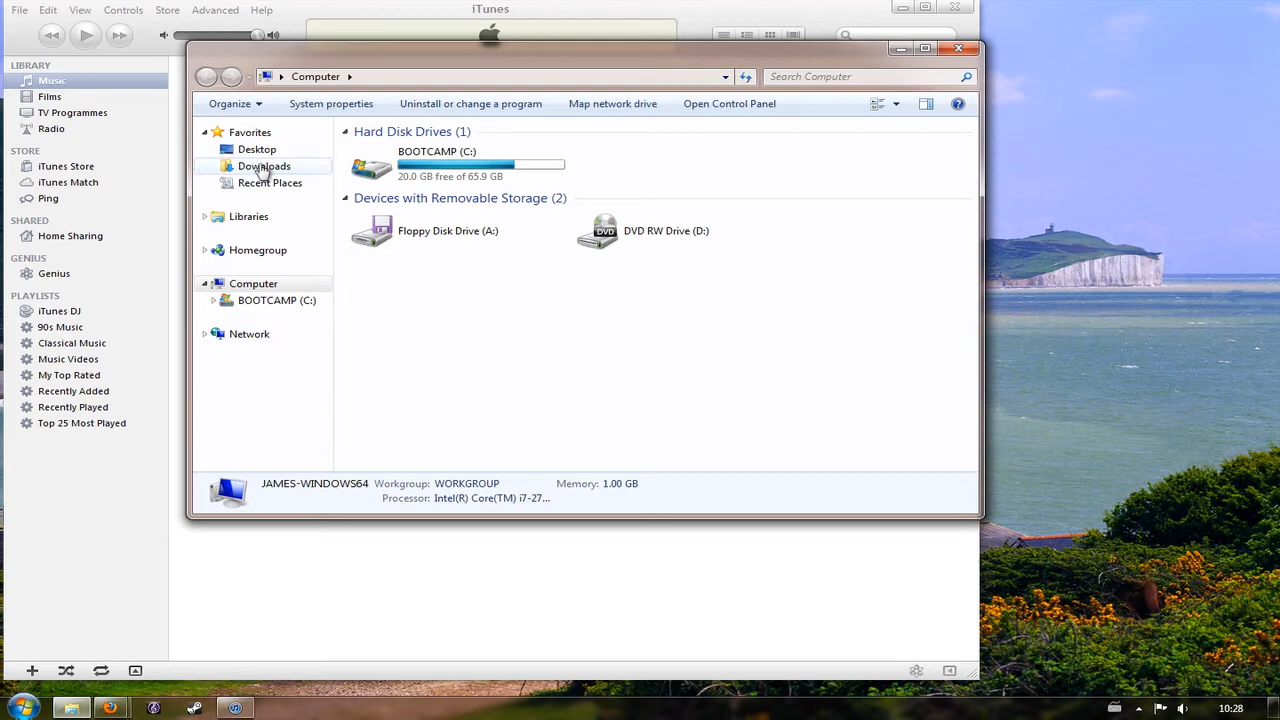 File Edit View Controls Store Advanced Help
iTunes
LIBRARY
Music
Films
TV Programmes
Radio
STORE
iTunes Store
iTunes Match
Ping
SHARED
Home Sharing
GENIUS
Genius
PLAYLISTS
iTunes DJ
90s Music
Classical Music
Music Videos
My Top Rated
Recently Added
Recently Played
Top 25 Most Played
Computer
Search Computer
Organize System properties Uninstall or change a program Map network drive Open Control Panel
Favorites
Desktop
Downloads
Recent Places
Libraries
Homegroup
Computer
BOOTCAMP (C:)
Network
Hard Disk Drives (1)
BOOTCAMP (C:)
20.0 GB free of 65.9 GB
Devices with Removable Storage (2)
Floppy Disk Drive (A:)
DVD
DVD RW Drive (D:)
JAMES-WINDOWS64 Workgroup: WORKGROUP Memory: 1.00 GB
Processor: Intel(R) Core(TM) i7-27...
10:28